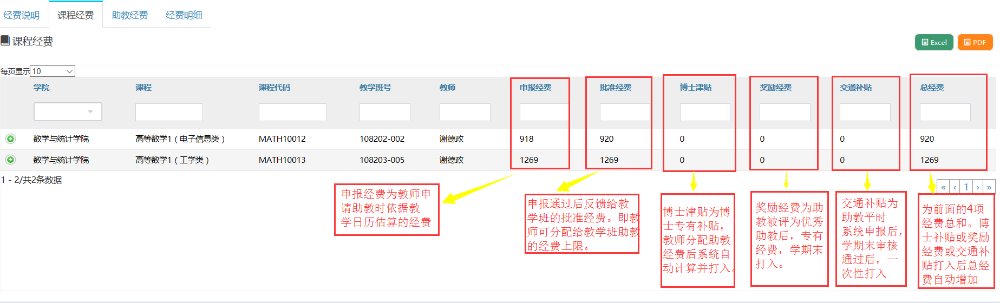 经费说明 课程经费 助教经费 经费明细
课程经费
Excel PDF
每页显示 10
学院 课程 课程代码 教学班号 教师 申报经费 批准经费 博士津贴 奖励经费 交通补贴 总经费
数学与统计学院 高等数学1（电子信息类） MATH10012 108202-002 谢德政 918 920 0 0 0 920
数学与统计学院 高等数学1（工学类） MATH10013 108203-005 谢德政 1269 1269 0 0 0 1269
1 - 2/共2条数据
« ‹ 1 › »
申报经费为教师申
请助教时依据教
学日历估算的经费
申报通过后反馈给教
学班的批准经费。即教
师可分配给教学班助教
的经费上限。
博士津贴为博
士专有补贴，
教师分配助教
经费后系统自
动计算并打入。
奖励经费为助
教被评为优秀
助教后，专有
经费，学期末
打入。
交通补贴为
助教平时
系统申报后，
学期末审核
通过后，一
次性打入
为前面的4项
经费总和。博
士补贴或奖励
经费或交通补
贴打入后总经
费自动增加